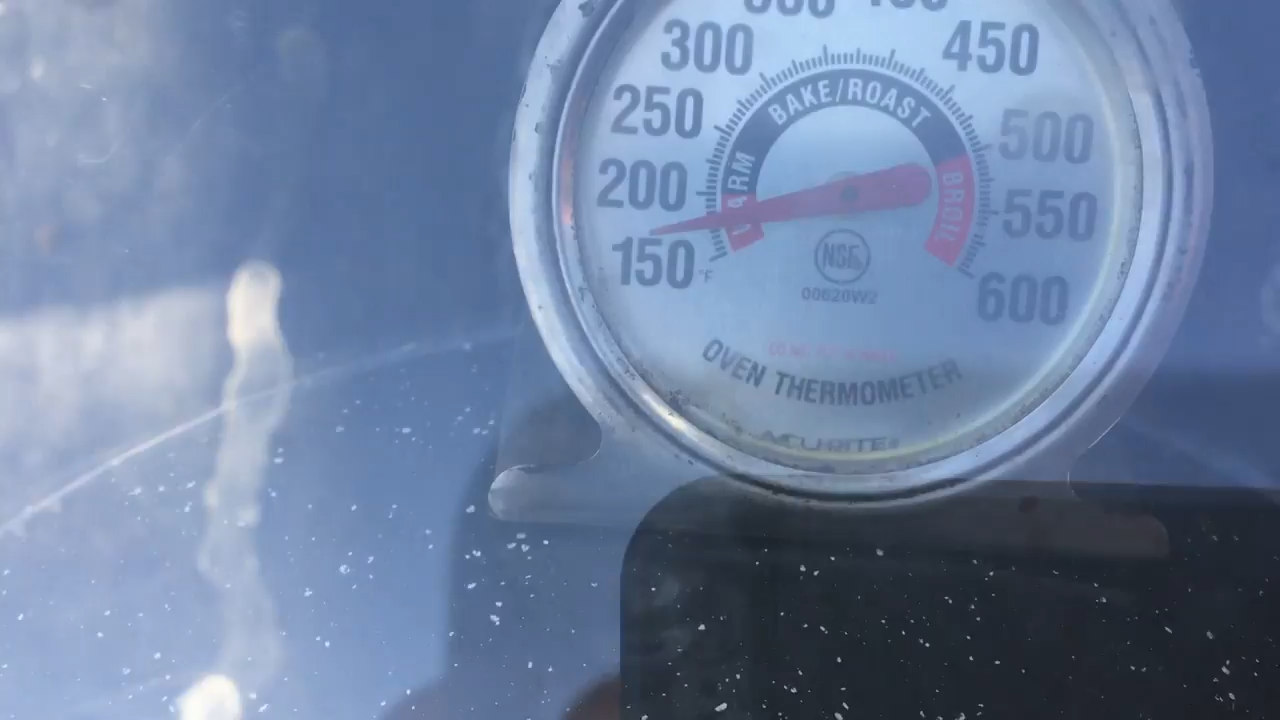 300
450
250
500
200
550
150
°F
600
BAKE/ROAST
WARM
BROIL
NSF
00620W2
OVEN THERMOMETER
ACURITE